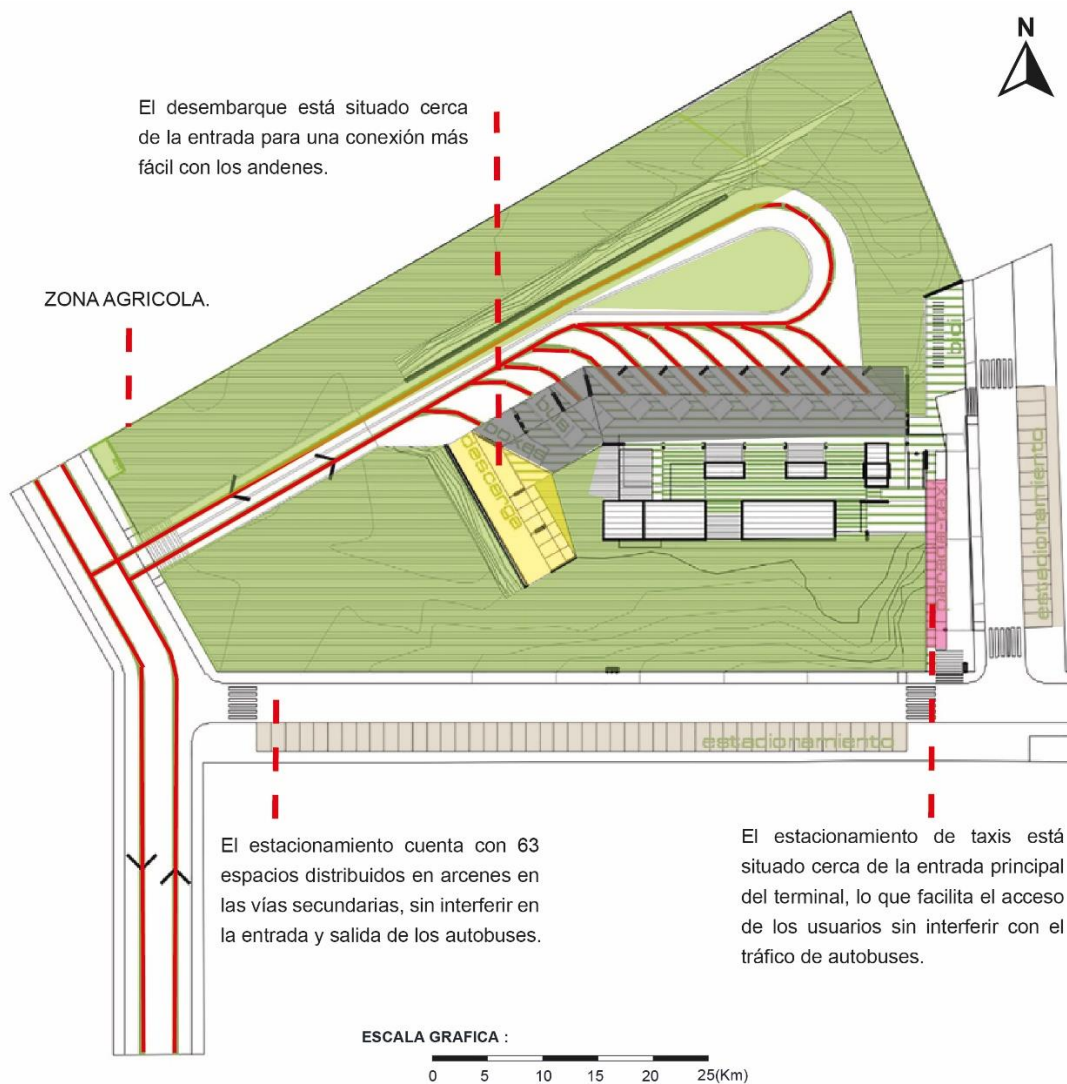 N
El desembarque está situado cerca
de la entrada para una conexión más
fácil con los andenes.
ZONA AGRICOLA.
bici
estacionamiento
descarga
boxes
parada-taxi
estacionamiento
El estacionamiento cuenta con 63
espacios distribuidos en arcenes en
las vías secundarias, sin interferir en
la entrada y salida de los autobuses.
El estacionamiento de taxis está
situado cerca de la entrada principal
del terminal, lo que facilita el acceso
de los usuarios sin interferir con el
tráfico de autobuses.
ESCALA GRAFICA :
0 5 10 15 20 25(Km)